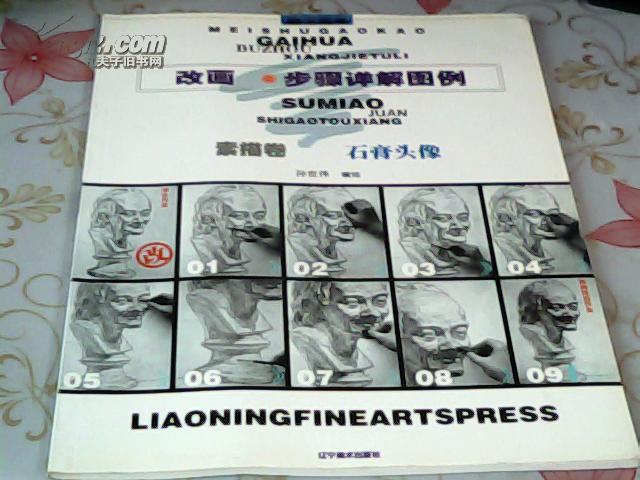 MEISHUGAOKAO
GAIHUA
BUZHOU
XIANGJIETULI
改画 步骤详解图例
SUMIAO
JUAN
SHIGAOTOUXIANG
素描卷 石膏头像
孙世伟 编绘
改
01 02 03 04
05 06 07 08 09
LIAONINGFINEARTSPRESS
辽宁美术出版社
夫子旧书网